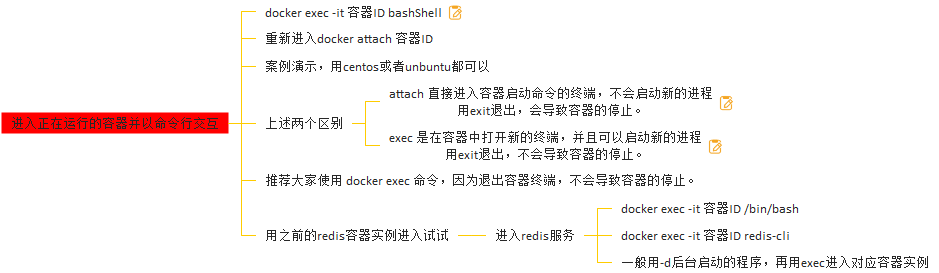 进入正在运行的容器并以命令行交互
docker exec -it 容器ID bashShell
重新进入docker attach 容器ID
案例演示，用centos或者unbuntu都可以
上述两个区别
attach 直接进入容器启动命令的终端，不会启动新的进程
用exit退出，会导致容器的停止。
exec 是在容器中打开新的终端，并且可以启动新的进程
用exit退出，不会导致容器的停止。
推荐大家使用 docker exec 命令，因为退出容器终端，不会导致容器的停止。
用之前的redis容器实例进入试试
进入redis服务
docker exec -it 容器ID /bin/bash
docker exec -it 容器ID redis-cli
一般用-d后台启动的程序，再用exec进入对应容器实例